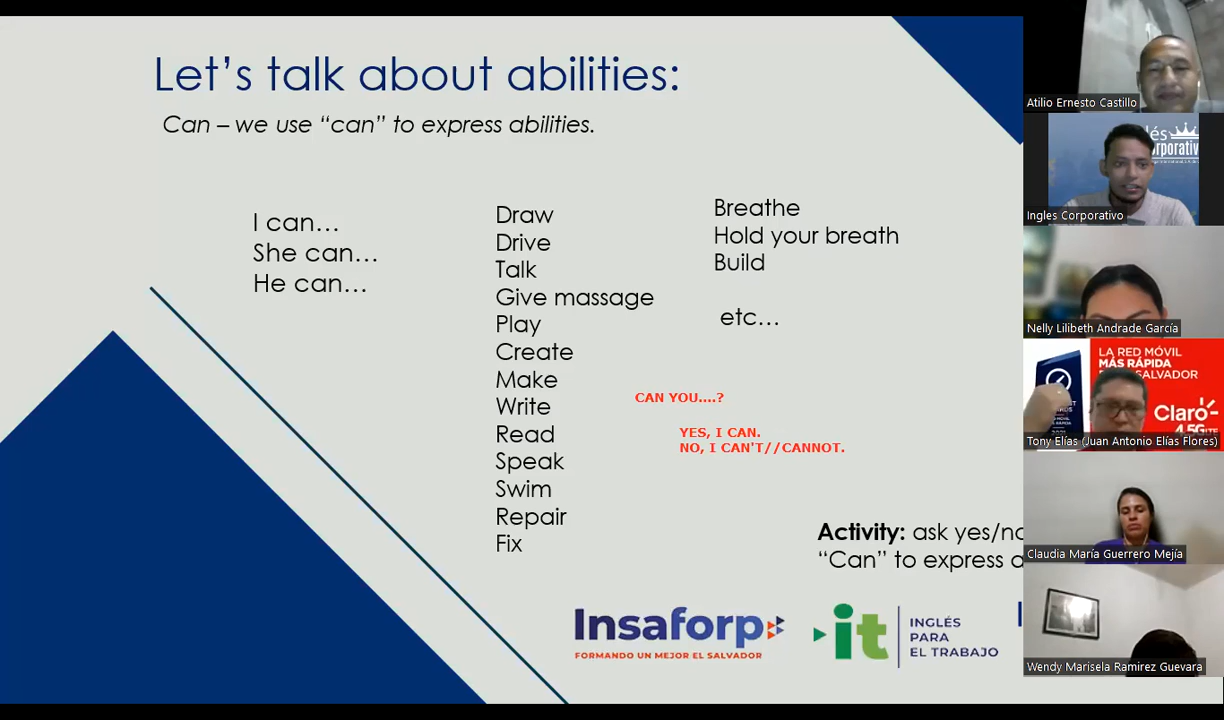 Let's talk about abilities:
Can – we use “can” to express abilities.
I can…
She can…
He can…
Draw
Drive
Talk
Give massage
Play
Create
Make
Write
Read
Speak
Swim
Repair
Fix
Breathe
Hold your breath
Build
etc…
CAN YOU....?
YES, I CAN.
NO, I CAN'T//CANNOT.
Activity: ask yes/no
“Can” to express
Insaforp
FORMANDO UN MEJOR EL SALVADOR
it
INGLÉS
PARA
EL TRABAJO
Atilio Ernesto Castillo
Ingles Corporativo
Nelly Lilibeth Andrade García
LA RED MÓVIL
MÁS RÁPIDA
SALVADOR
Claro
4.5G
Tony Elías (Juan Antonio Elías Flores)
Claudia María Guerrero Mejía
Wendy Marisela Ramirez Guevara